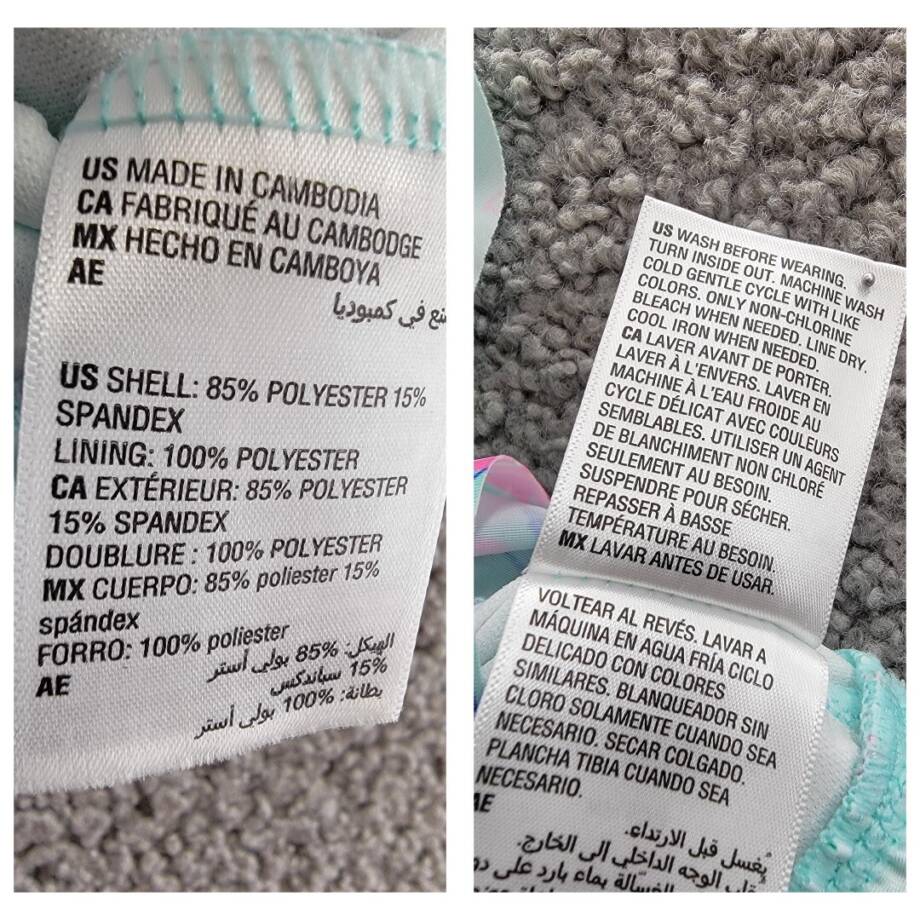 US MADE IN CAMBODIA
CA FABRIQUÉ AU CAMBODGE
MX HECHO EN CAMBOYA
AE
في كمبوديا
US SHELL: 85% POLYESTER 15%
SPANDEX
LINING: 100% POLYESTER
CA EXTÉRIEUR: 85% POLYESTER
15% SPANDEX
DOUBLURE : 100% POLYESTER
MX CUERPO: 85% poliester 15%
spándex
FORRO: 100% poliester
AE
الهيكل: 85% بولي أستر
15% سباندكس
بطانة: 100% بولي أستر
US WASH BEFORE WEARING.
TURN INSIDE OUT. MACHINE WASH
COLD GENTLE CYCLE WITH LIKE
COLORS. ONLY NON-CHLORINE
BLEACH WHEN NEEDED. LINE DRY.
COOL IRON WHEN NEEDED.
CA LAVER AVANT DE PORTER.
LAVER À L'ENVERS. LAVER EN
MACHINE À L'EAU FROIDE AU
CYCLE DÉLICAT AVEC COULEURS
SEMBLABLES. UTILISER UN AGENT
DE BLANCHIMENT NON CHLORÉ
SEULEMENT AU BESOIN.
SUSPENDRE POUR SÉCHER.
REPASSER À BASSE
TEMPÉRATURE AU BESOIN.
MX LAVAR ANTES DE USAR.
VOLTEAR AL REVÉS. LAVAR A
MÁQUINA EN AGUA FRÍA CICLO
DELICADO CON COLORES
SIMILARES. BLANQUEADOR SIN
CLORO SOLAMENTE CUANDO SEA
NECESARIO. SECAR COLGADO.
PLANCHA TIBIA CUANDO SEA
NECESARIO.
AE
يُغسل قبل الارتداء.
الوجه الداخلي الى الخارج.
الغسالة بماء بارد على